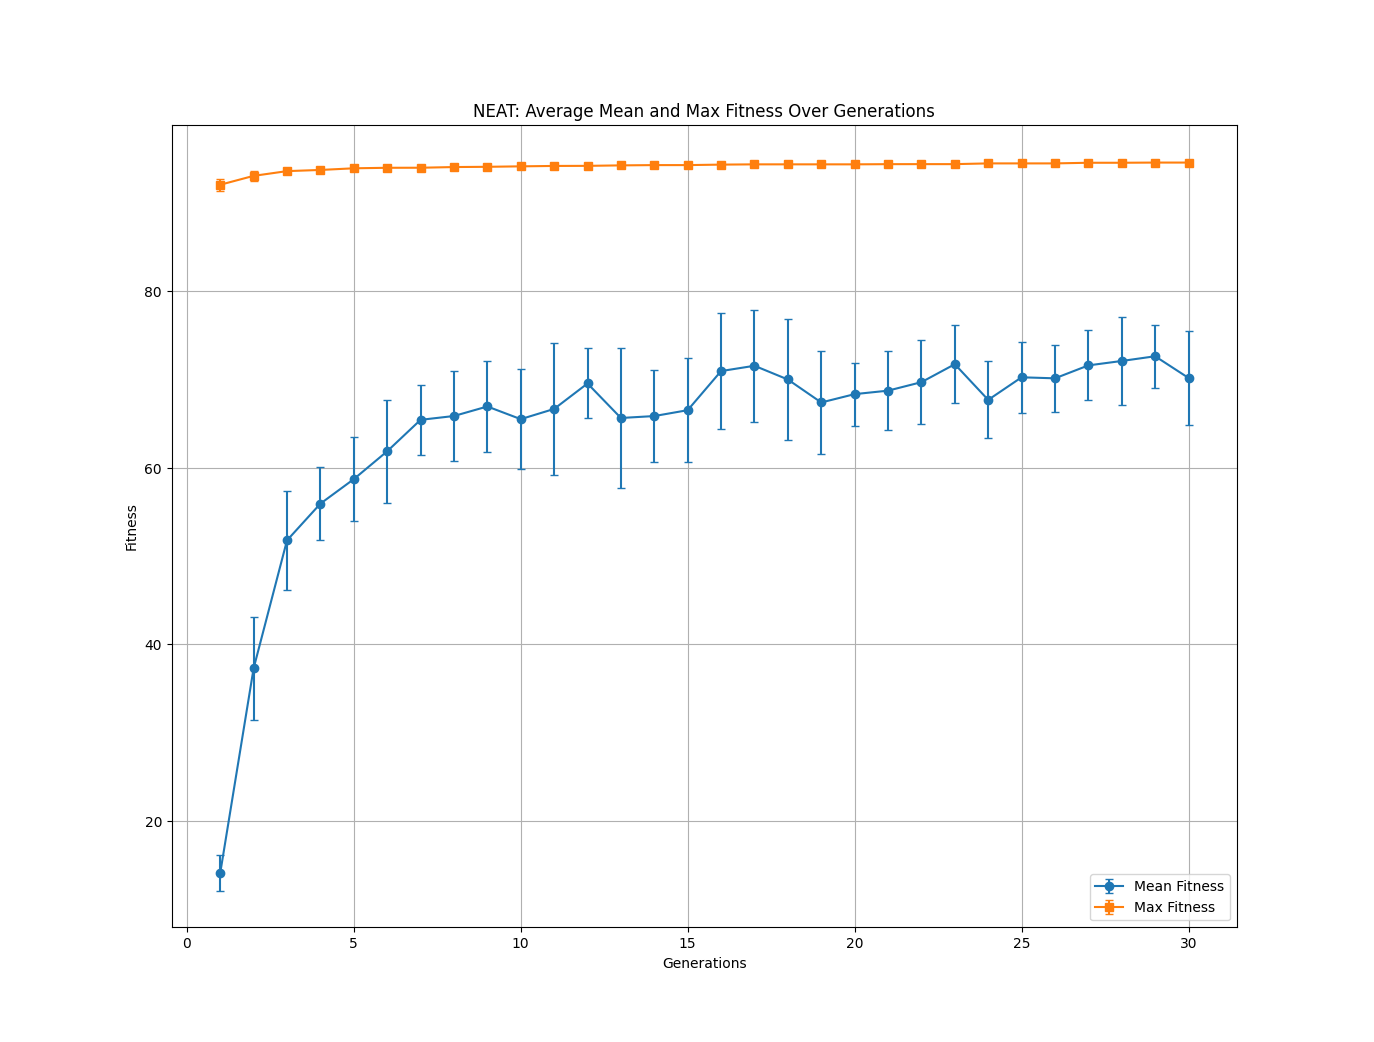 NEAT: Average Mean and Max Fitness Over Generations
80
60
40
20
Fitness
0 5 10 15 20 25 30
Generations
Mean Fitness
Max Fitness